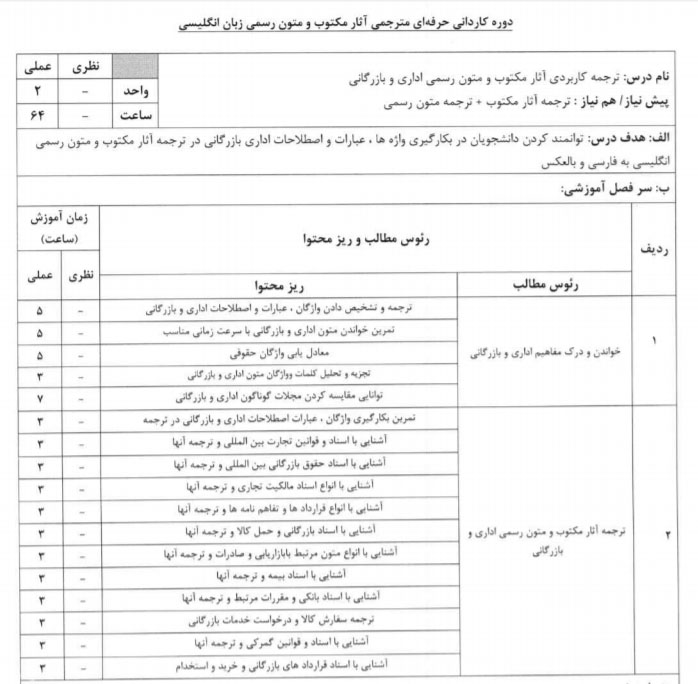 دوره کاردانی حرفه‌ای مترجمی آثار مکتوب و متون رسمی زبان انگلیسی
نام درس: ترجمه کاربردی آثار مکتوب و متون رسمی اداری و بازرگانی
پیش نیاز/ هم نیاز : ترجمه آثار مکتوب + ترجمه متون رسمی
نظری عملی
واحد - ۲
ساعت - ۶۴
الف: هدف درس: توانمند کردن دانشجویان در بکارگیری واژه ها ، عبارات و اصطلاحات اداری بازرگانی در ترجمه آثار مکتوب و متون رسمی
انگلیسی به فارسی و بالعکس
ب: سر فصل آموزشی:
ردیف رئوس مطالب و ریز محتوا زمان آموزش
(ساعت)
رئوس مطالب ریز محتوا نظری عملی
۱ خواندن و درک مفاهیم اداری و بازرگانی
ترجمه و تشخیص دادن واژگان ، عبارات و اصطلاحات اداری و بازرگانی - ۵
تمرین خواندن متون اداری و بازرگانی با سرعت زمانی مناسب - ۵
معادل یابی واژگان حقوقی - ۵
تجزیه و تحلیل کلمات وواژگان متون اداری و بازرگانی - ۳
توانایی مقایسه کردن مجلات گوناگون اداری و بازرگانی - ۷
۲ ترجمه آثار مکتوب و متون رسمی اداری و
بازرگانی
تمرین بکارگیری واژگان ، عبارات اصطلاحات اداری و بازرگانی در ترجمه - ۳
آشنایی با اسناد و قوانین تجارت بین المللی و ترجمه آنها - ۳
آشنایی با اسناد حقوق بازرگانی بین المللی و ترجمه آنها - ۳
آشنایی با انواع اسناد مالکیت تجاری و ترجمه آنها - ۳
آشنایی با انواع قرارداد ها و تفاهم نامه ها و ترجمه آنها - ۳
آشنایی با اسناد بازرگانی و حمل کالا و ترجمه آنها - ۳
آشنایی با انواع متون مرتبط بابازاریابی و صادرات و ترجمه آنها - ۳
آشنایی با اسناد بیمه و ترجمه آنها - ۳
آشنایی با اسناد بانکی و مقررات مرتبط و ترجمه آنها - ۳
ترجمه سفارش کالا و درخواست خدمات بازرگانی - ۳
آشنایی با اسناد و قوانین گمرکی و ترجمه آنها - ۳
آشنایی با اسناد قرارداد های بازرگانی و خرید و استخدام - ۳